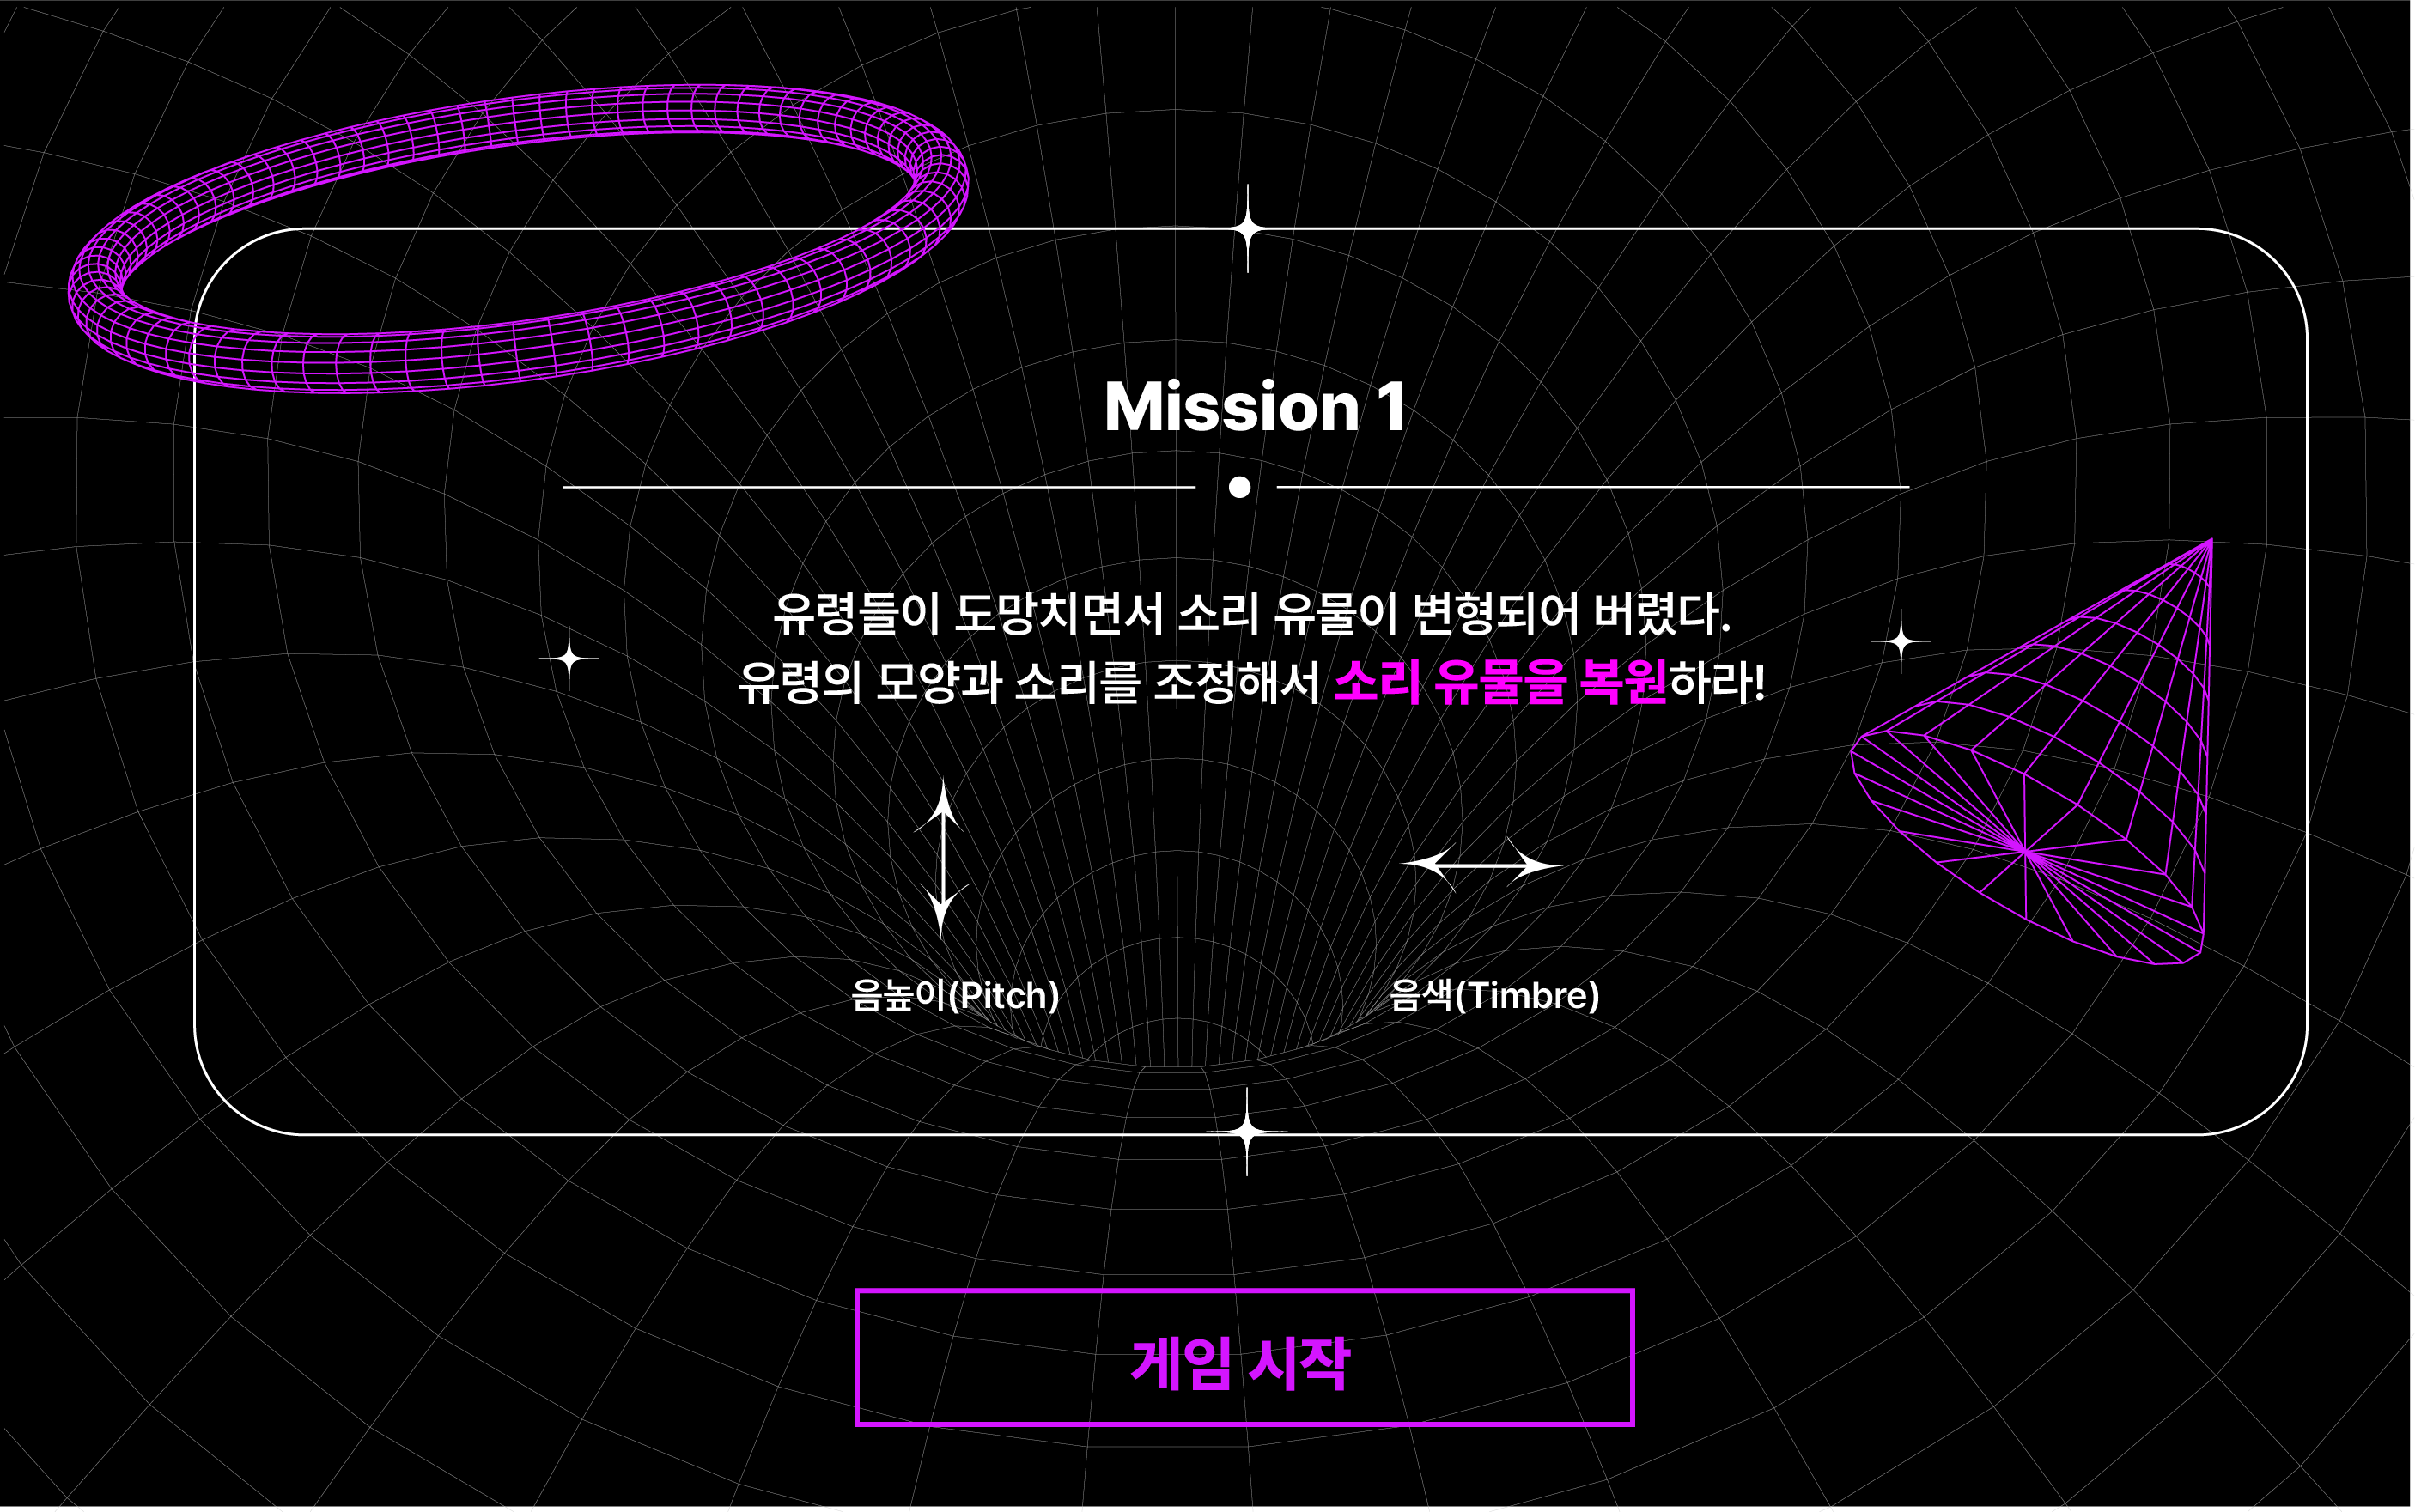 Mission 1
유령들이 도망치면서 소리 유물이 변형되어 버렸다.
유령의 모양과 소리를 조정해서 소리 유물을 복원하라!
음높이(Pitch)
음색(Timbre)
게임 시작